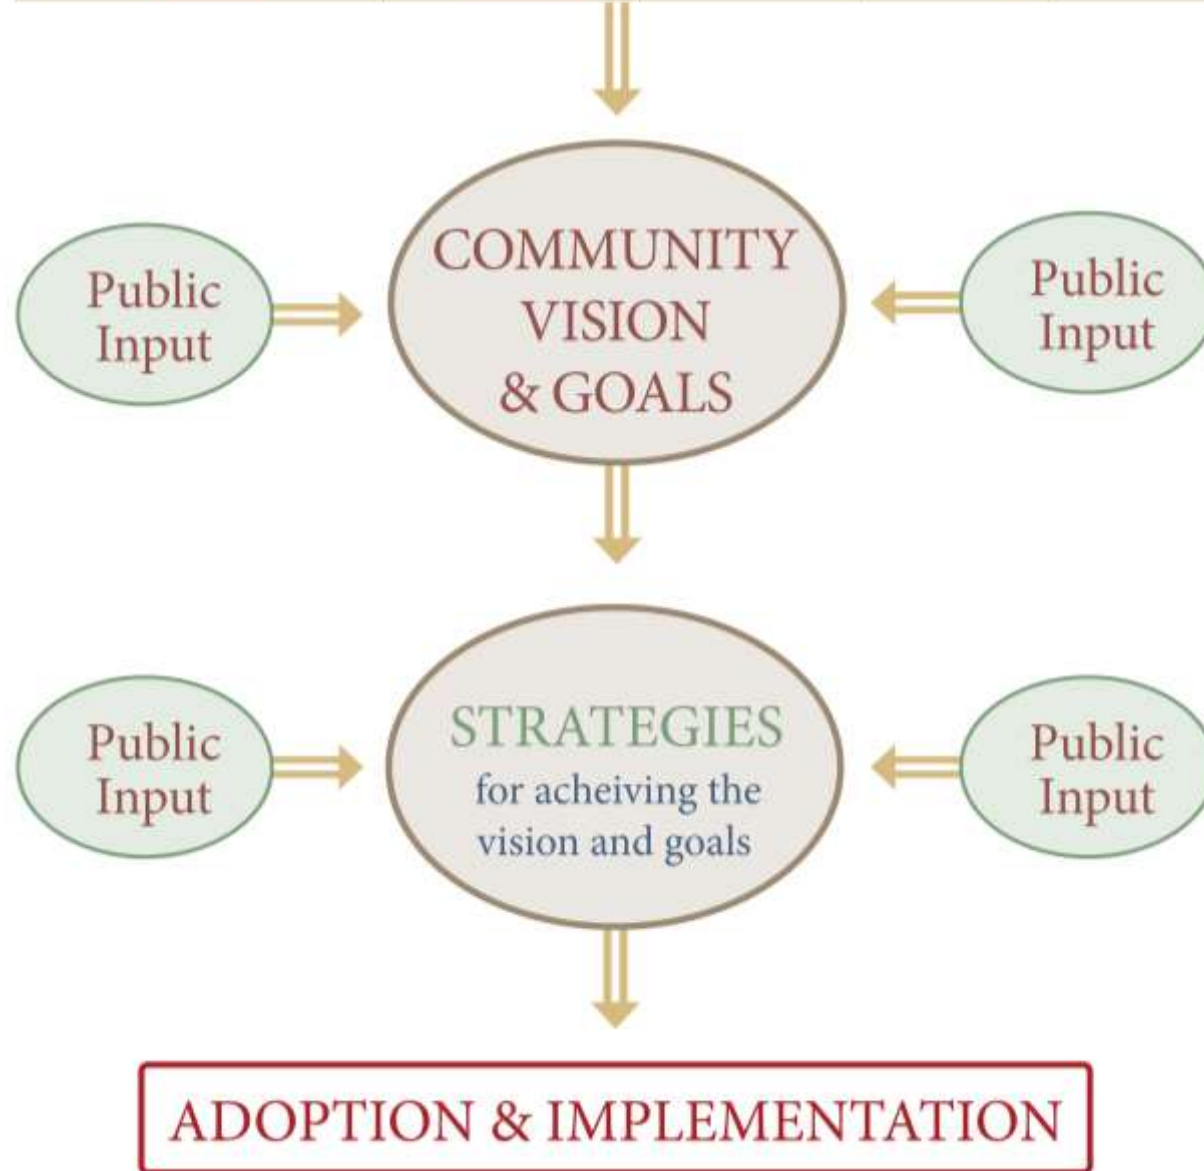 Public
Input
COMMUNITY
VISION
& GOALS
Public
Input
Public
Input
STRATEGIES
for acheiving the
vision and goals
Public
Input
ADOPTION & IMPLEMENTATION